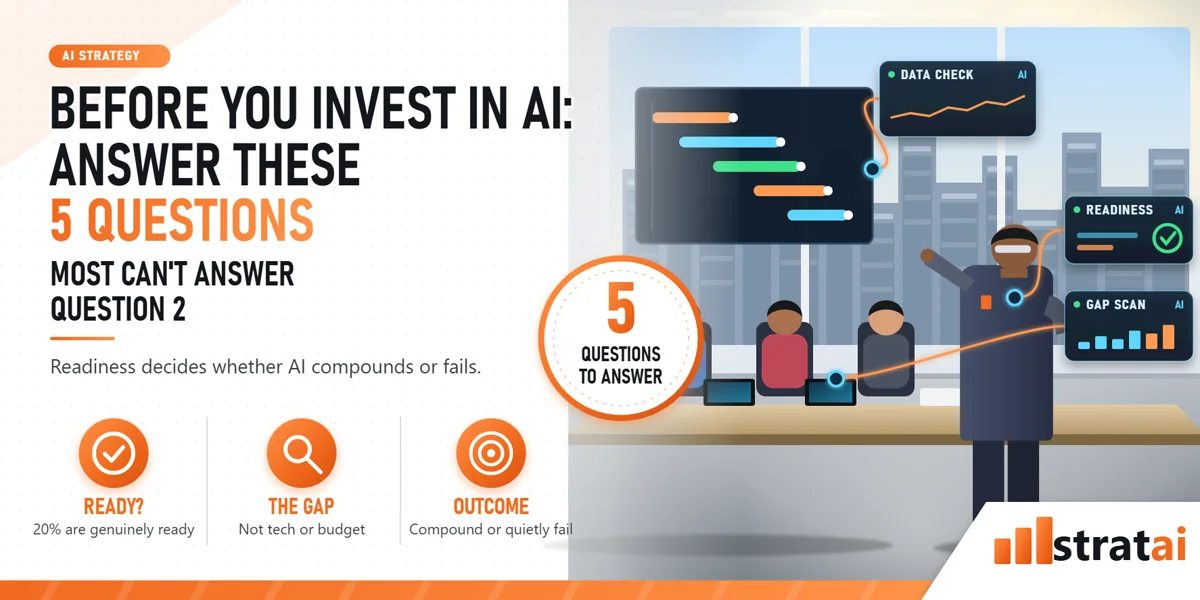 AI STRATEGY
BEFORE YOU INVEST IN AI:
ANSWER THESE
5 QUESTIONS
MOST CAN'T ANSWER
QUESTION 2
Readiness decides whether AI compounds or fails.
READY?
20% are genuinely ready
THE GAP
Not tech or budget
OUTCOME
Compound or quietly fail
5
QUESTIONS
TO ANSWER
DATA CHECK AI
READINESS AI
GAP SCAN AI
stratai